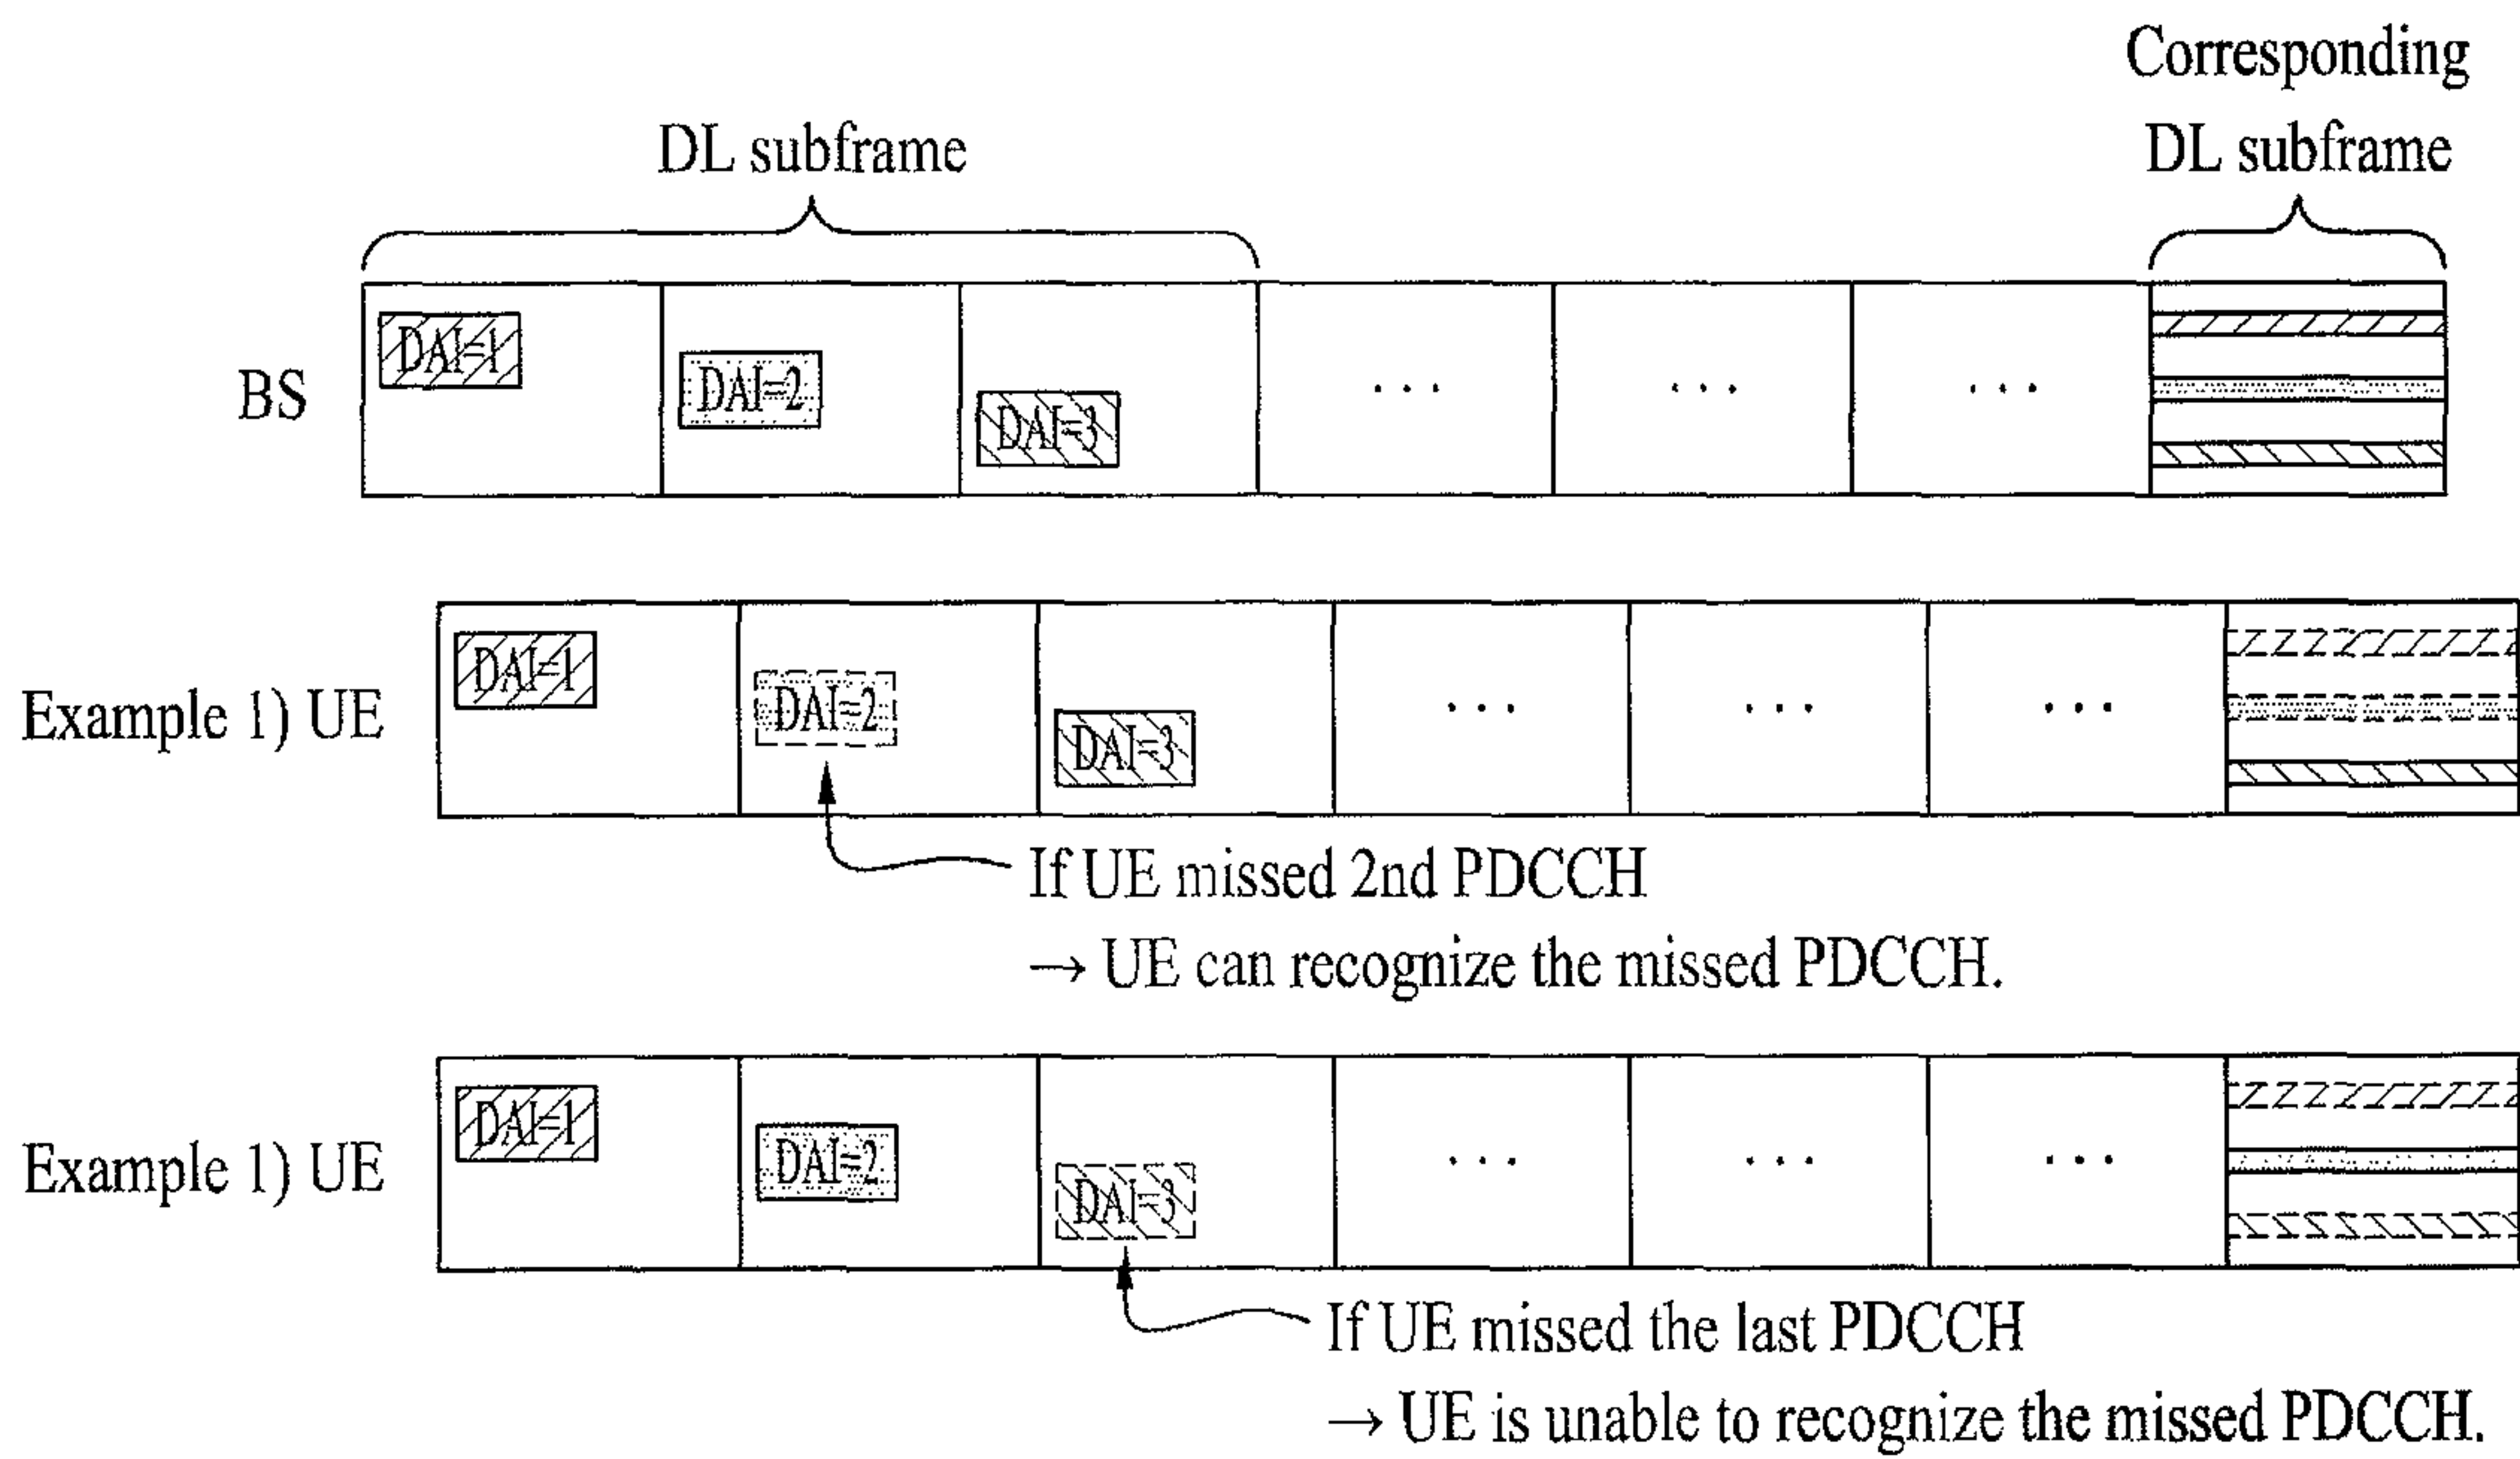 Corresponding
DL subframe
DL subframe
BS
DAI=1
DAI=2
DAI=3
...
...
...
Example 1) UE
DAI=1
DAI=2
DAI=3
...
...
...
If UE missed 2nd PDCCH
→ UE can recognize the missed PDCCH.
Example 1) UE
DAI=1
DAI=2
DAI=3
...
...
...
If UE missed the last PDCCH
→ UE is unable to recognize the missed PDCCH.